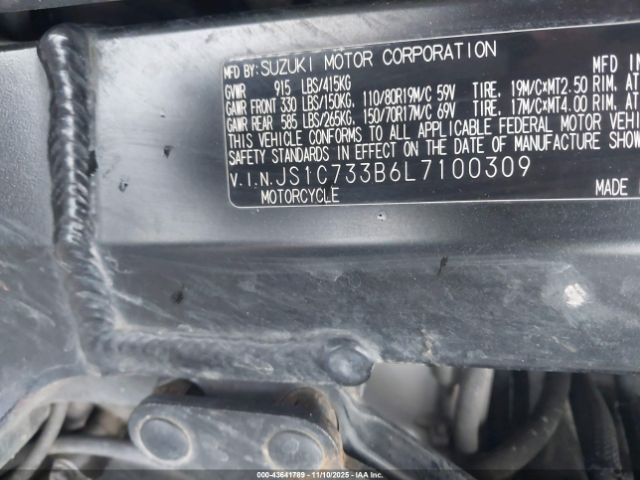 MFD BY: SUZUKI MOTOR CORPORATION MFD IN
GVWR 915 LBS/415KG
GAWR FRONT 330 LBS/150KG, 110/80R19M/C 59V TIRE, 19M/C×MT2.50 RIM, AT
GAWR REAR 585 LBS/265KG, 150/70R17M/C 69V TIRE, 17M/C×MT4.00 RIM, AT
THIS VEHICLE CONFORMS TO ALL APPLICABLE FEDERAL MOTOR VEHIC
SAFETY STANDARDS IN EFFECT ON THE DATE OF MANUFACTURE SHOW
V.I.N. JS1C733B6L7100309
MOTORCYCLE MADE
000-43641789 - 11/10/2025 - iaai.com